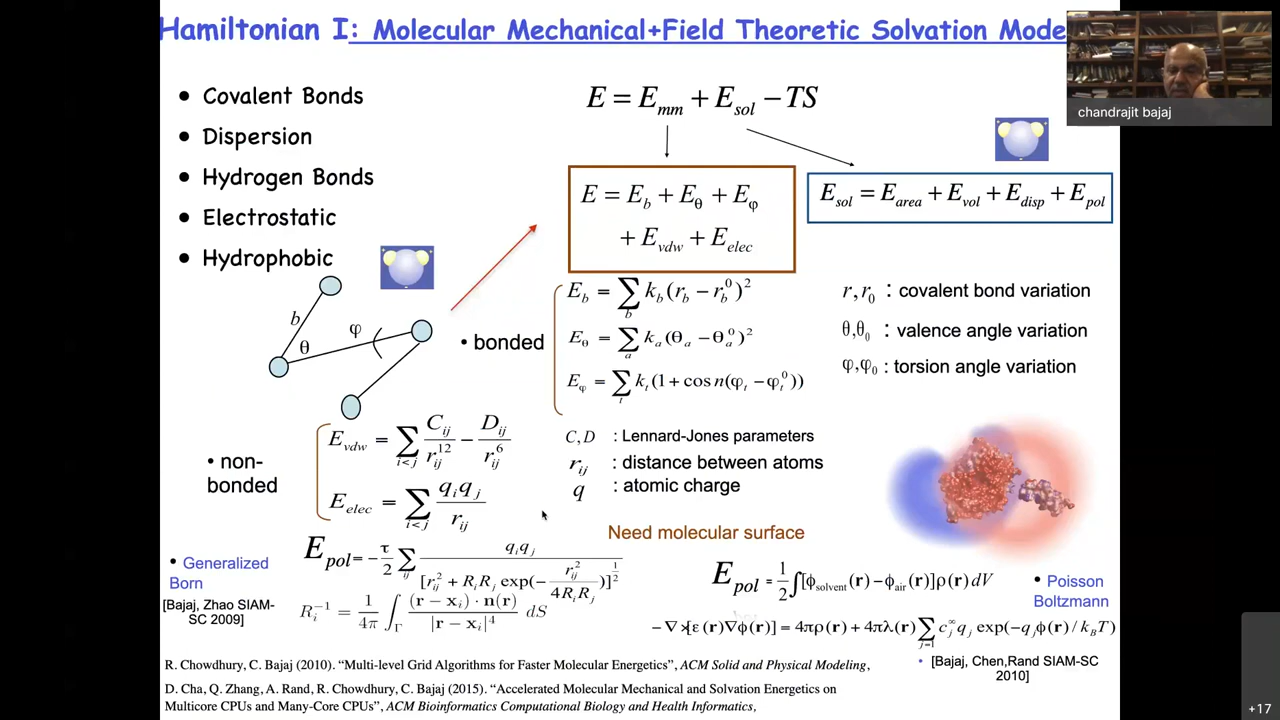 Hamiltonian I: Molecular Mechanical+Field Theoretic Solvation Mode
chandrajit bajaj
• Covalent Bonds
• Dispersion
• Hydrogen Bonds
• Electrostatic
• Hydrophobic
E = E_mm + E_sol − TS
E = E_b + E_θ + E_φ
+ E_vdw + E_elec
E_sol = E_area + E_vol + E_disp + E_pol
b
θ
φ
• bonded
E_b = ∑_b k_b(r_b − r_b^0)^2
E_θ = ∑_a k_a(θ_a − θ_a^0)^2
E_φ = ∑_t k_t(1 + cos n(φ_t − φ_t^0))
r, r_0 : covalent bond variation
θ,θ_0 : valence angle variation
φ,φ_0 : torsion angle variation
• non-
bonded
E_vdw = ∑_{i<j} C_ij/r_ij^12 − D_ij/r_ij^6
E_elec = ∑_{i<j} q_i q_j/r_ij
C, D : Lennard-Jones parameters
r_ij : distance between atoms
q : atomic charge
Need molecular surface
• Generalized
Born
[Bajaj, Zhao SIAM-
SC 2009]
E_pol = −τ/2 ∑_ij q_i q_j/[r_ij^2 + R_i R_j exp(−r_ij^2/4R_i R_j)]^{1/2}
R_i^{-1} = 1/4π ∫_Γ (r − x_i) · n(r)/|r − x_i|^4 dS
E_pol = 1/2 ∫[ϕ_solvent(r) − ϕ_air(r)]ρ(r) dV
• Poisson
Boltzmann
−∇×[ε(r)∇ϕ(r)] = 4πρ(r) + 4πλ(r)∑_{j=1} c_j^∞ q_j exp(−q_jϕ(r)/k_B T)
• [Bajaj, Chen,Rand SIAM-SC
2010]
R. Chowdhury, C. Bajaj (2010). “Multi-level Grid Algorithms for Faster Molecular Energetics”, ACM Solid and Physical Modeling,
D. Cha, Q. Zhang, A. Rand, R. Chowdhury, C. Bajaj (2015). “Accelerated Molecular Mechanical and Solvation Energetics on
Multicore CPUs and Many-Core CPUs”, ACM Bioinformatics Computational Biology and Health Informatics,
+17